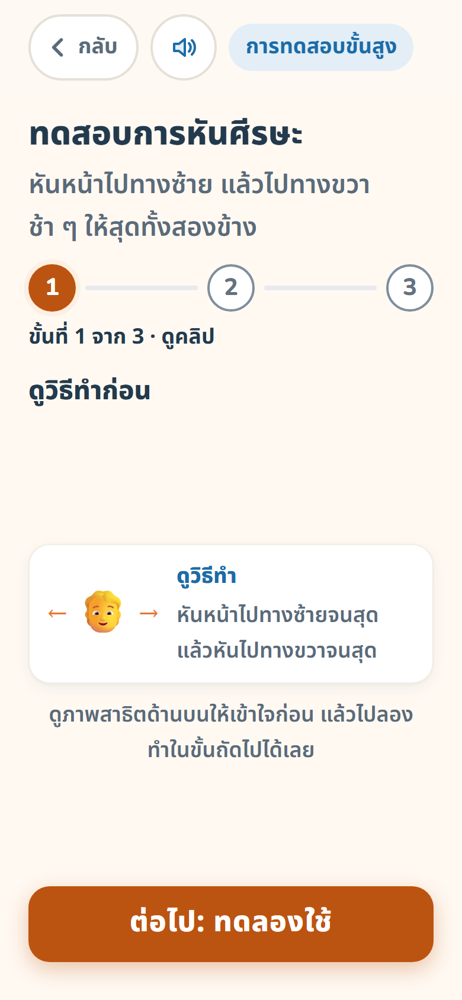 กลับ
การทดสอบขั้นสูง
ทดสอบการหันศีรษะ
หันหน้าไปทางซ้าย แล้วไปทางขวา
ช้า ๆ ให้สุดทั้งสองข้าง
1
2
3
ขั้นที่ 1 จาก 3 · ดูคลิป
ดูวิธีทำก่อน
ดูวิธีทำ
← →
หันหน้าไปทางซ้ายจนสุด
แล้วหันไปทางขวาจนสุด
ดูภาพสาธิตด้านบนให้เข้าใจก่อน แล้วไปลอง
ทำในขั้นถัดไปได้เลย
ต่อไป: ทดลองใช้